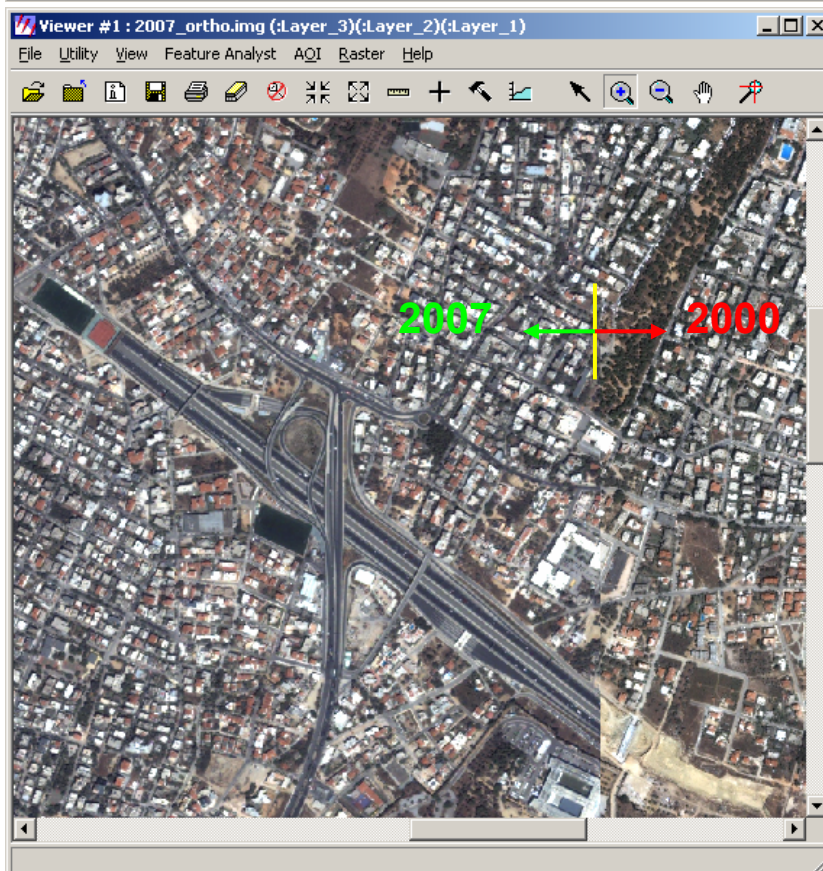 Viewer #1 : 2007_ortho.img (:Layer_3)(:Layer_2)(:Layer_1)
File Utility View Feature Analyst AOI Raster Help
2007 2000